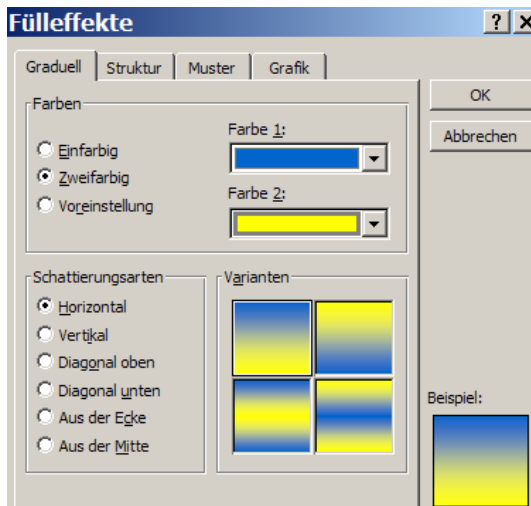 Fülleffekte
Graduell Struktur Muster Grafik
OK
Abbrechen
Farben
Einfarbig
Zweifarbig
Voreinstellung
Farbe 1:
Farbe 2:
Schattierungsarten
Horizontal
Vertikal
Diagonal oben
Diagonal unten
Aus der Ecke
Aus der Mitte
Varianten
Beispiel: